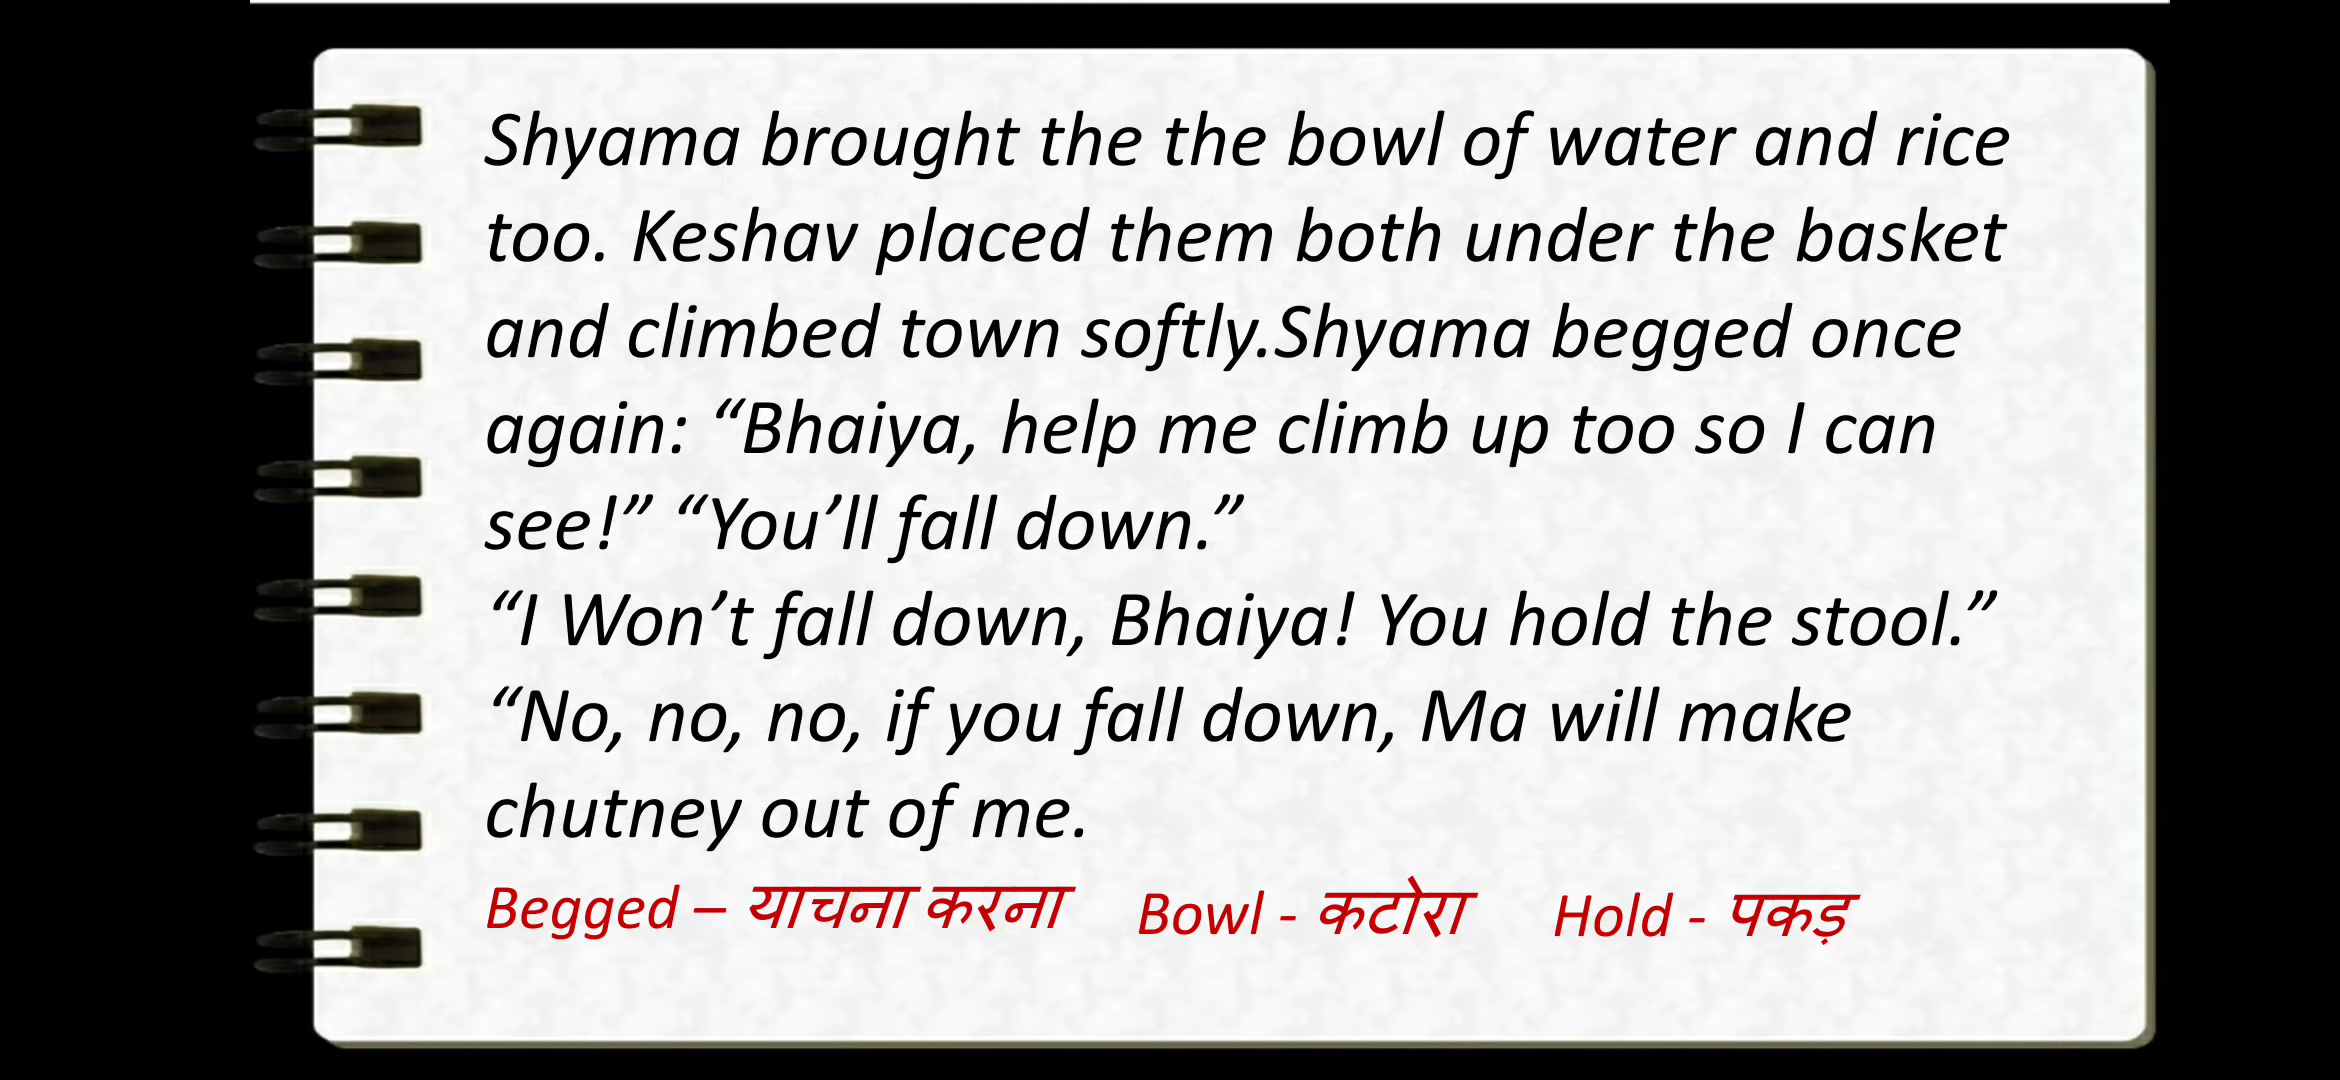 Shyama brought the the bowl of water and rice
too. Keshav placed them both under the basket
and climbed town softly.Shyama begged once
again: “Bhaiya, help me climb up too so I can
see!” “You’ll fall down.”
“I Won’t fall down, Bhaiya! You hold the stool.”
“No, no, no, if you fall down, Ma will make
chutney out of me.
Begged – याचना करना Bowl - कटोरा Hold - पकड़